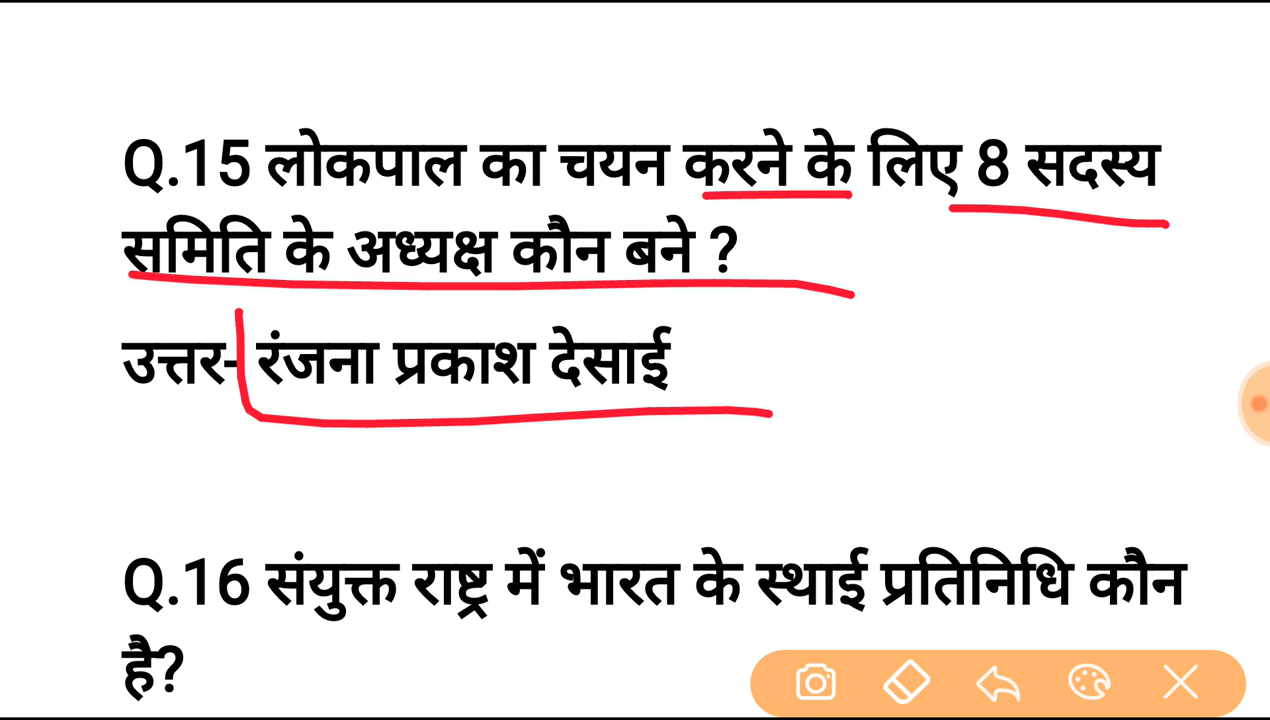 Q.15 लोकपाल का चयन करने के लिए 8 सदस्य
समिति के अध्यक्ष कौन बने ?
उत्तर- रंजना प्रकाश देसाई
Q.16 संयुक्त राष्ट्र में भारत के स्थाई प्रतिनिधि कौन
है?